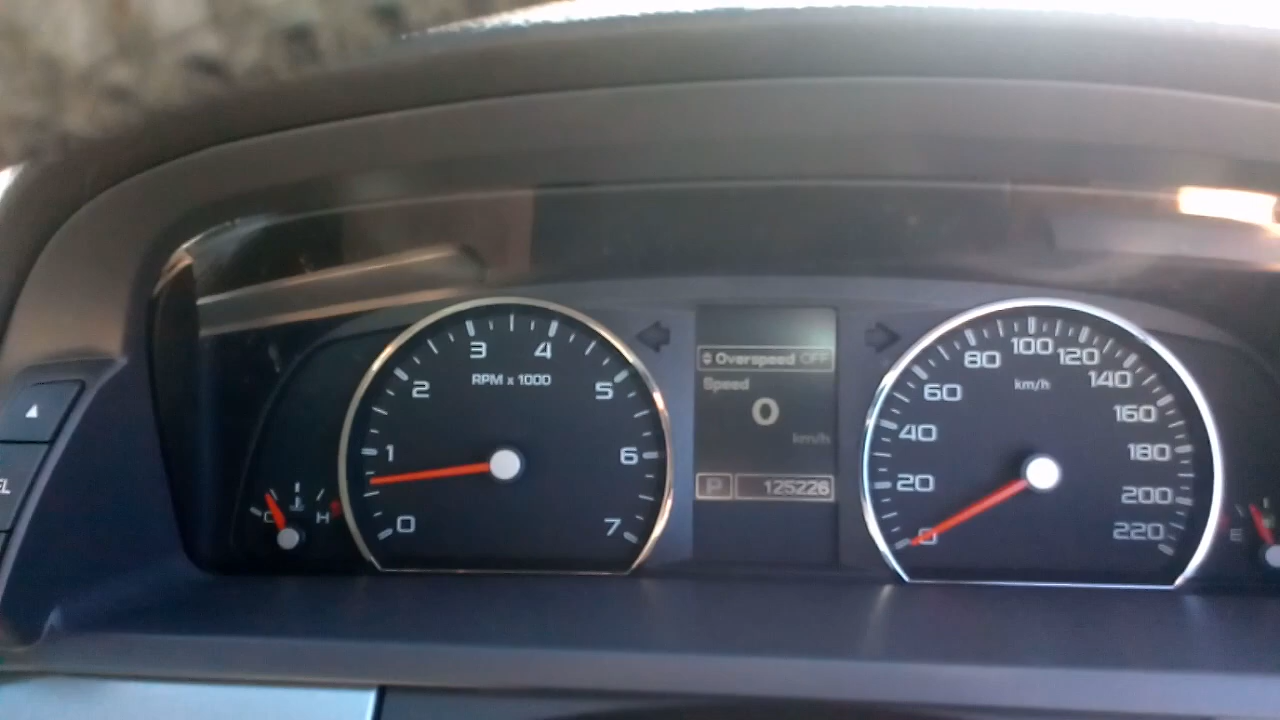 3 4
RPM x 1000
2 5
1 6
0 7
C H
Overspeed OFF
Speed
0
km/h
P 125226
100
80 120
km/h
60 140
40 160
20 180
200
0 220
E
EL